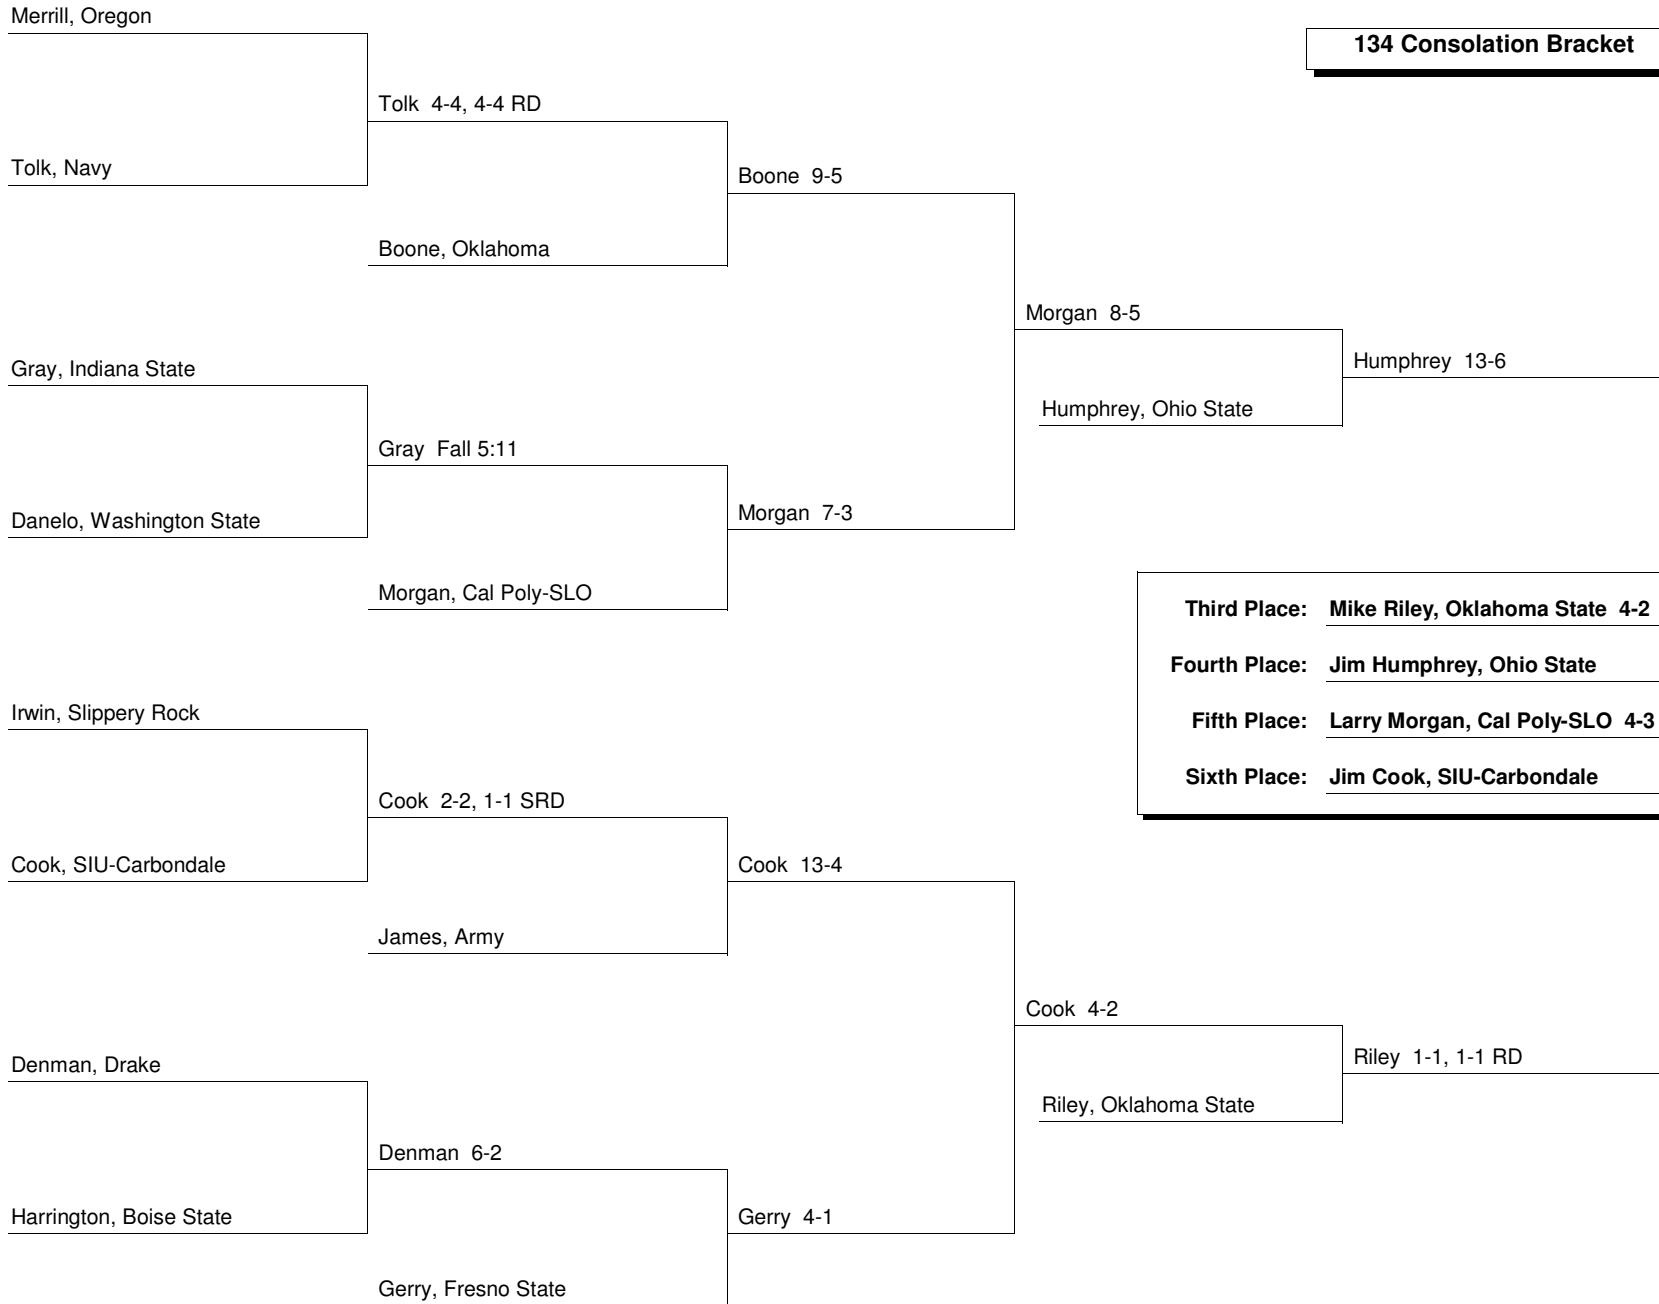 Merrill, Oregon
134 Consolation Bracket
Tolk 4-4, 4-4 RD
Tolk, Navy
Boone 9-5
Boone, Oklahoma
Morgan 8-5
Gray, Indiana State
Humphrey 13-6
Humphrey, Ohio State
Gray Fall 5:11
Danelo, Washington State
Morgan 7-3
Morgan, Cal Poly-SLO
Third Place: Mike Riley, Oklahoma State 4-2
Fourth Place: Jim Humphrey, Ohio State
Fifth Place: Larry Morgan, Cal Poly-SLO 4-3
Sixth Place: Jim Cook, SIU-Carbondale
Irwin, Slippery Rock
Cook 2-2, 1-1 SRD
Cook, SIU-Carbondale
Cook 13-4
James, Army
Cook 4-2
Denman, Drake
Riley 1-1, 1-1 RD
Riley, Oklahoma State
Denman 6-2
Harrington, Boise State
Gerry 4-1
Gerry, Fresno State